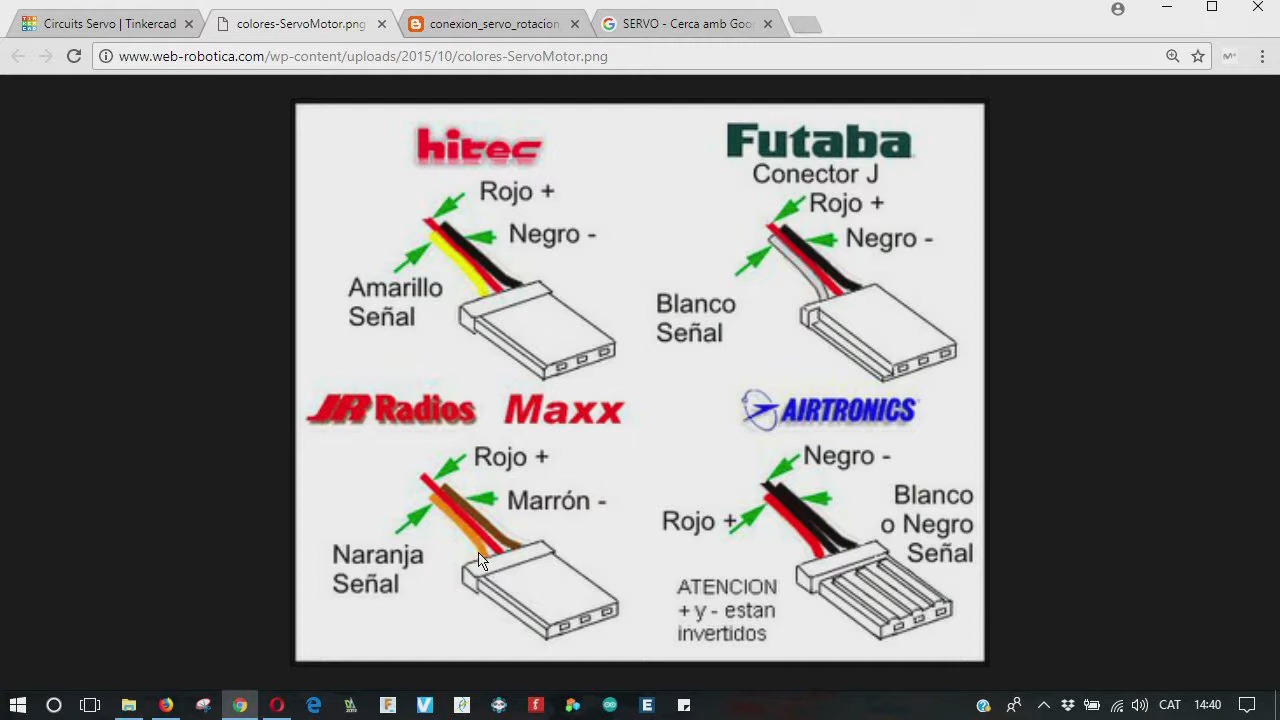 Circuits Servo | Tinkercad
colores-ServoMotor.png
conexion_servo_rotacion
SERVO - Cerca amb Goo
www.web-robotica.com/wp-content/uploads/2015/10/colores-ServoMotor.png
hitec
Rojo +
Negro -
Amarillo
Señal
Futaba
Conector J
Rojo +
Negro -
Blanco
Señal
JR Radios Maxx
Rojo +
Marrón -
Naranja
Señal
AIRTRONICS
Negro -
Blanco
o Negro
Señal
Rojo +
ATENCION
+ y - estan
invertidos
CAT 14:40